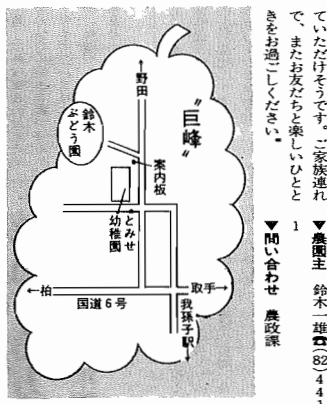 ていただけそうです。ご家族連れ
で、またお友だちと楽しいひとと
きをお過ごしください。
▼農園主　鈴木一雄☎(82)441
1
▼問い合わせ　農政課
↑野田
"巨峰"
鈴木
ぶどう園
案内板
とみせ
幼稚園
←柏
国道6号
取手→
我孫子駅↓